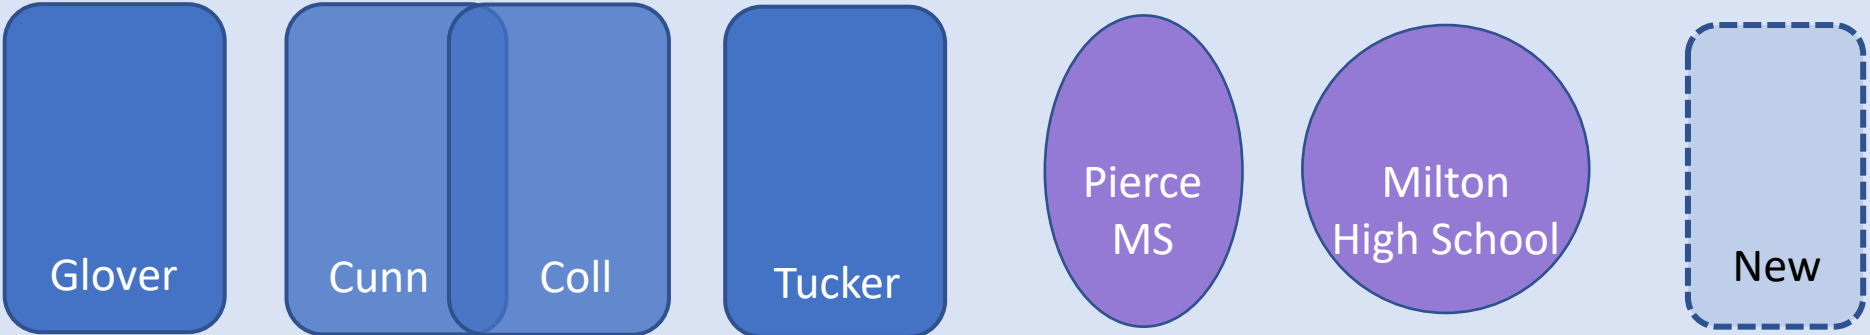 Glover
Cunn
Coll
Tucker
Pierce
MS
Milton
High School
New